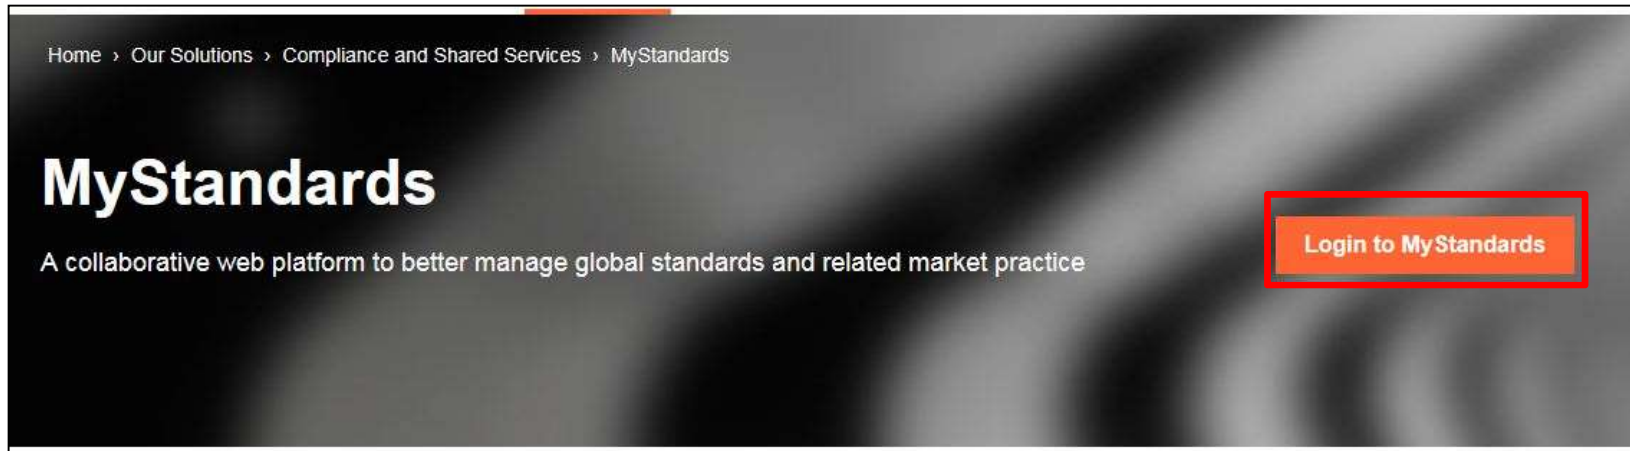 Home › Our Solutions › Compliance and Shared Services › MyStandards
MyStandards
A collaborative web platform to better manage global standards and related market practice
Login to MyStandards